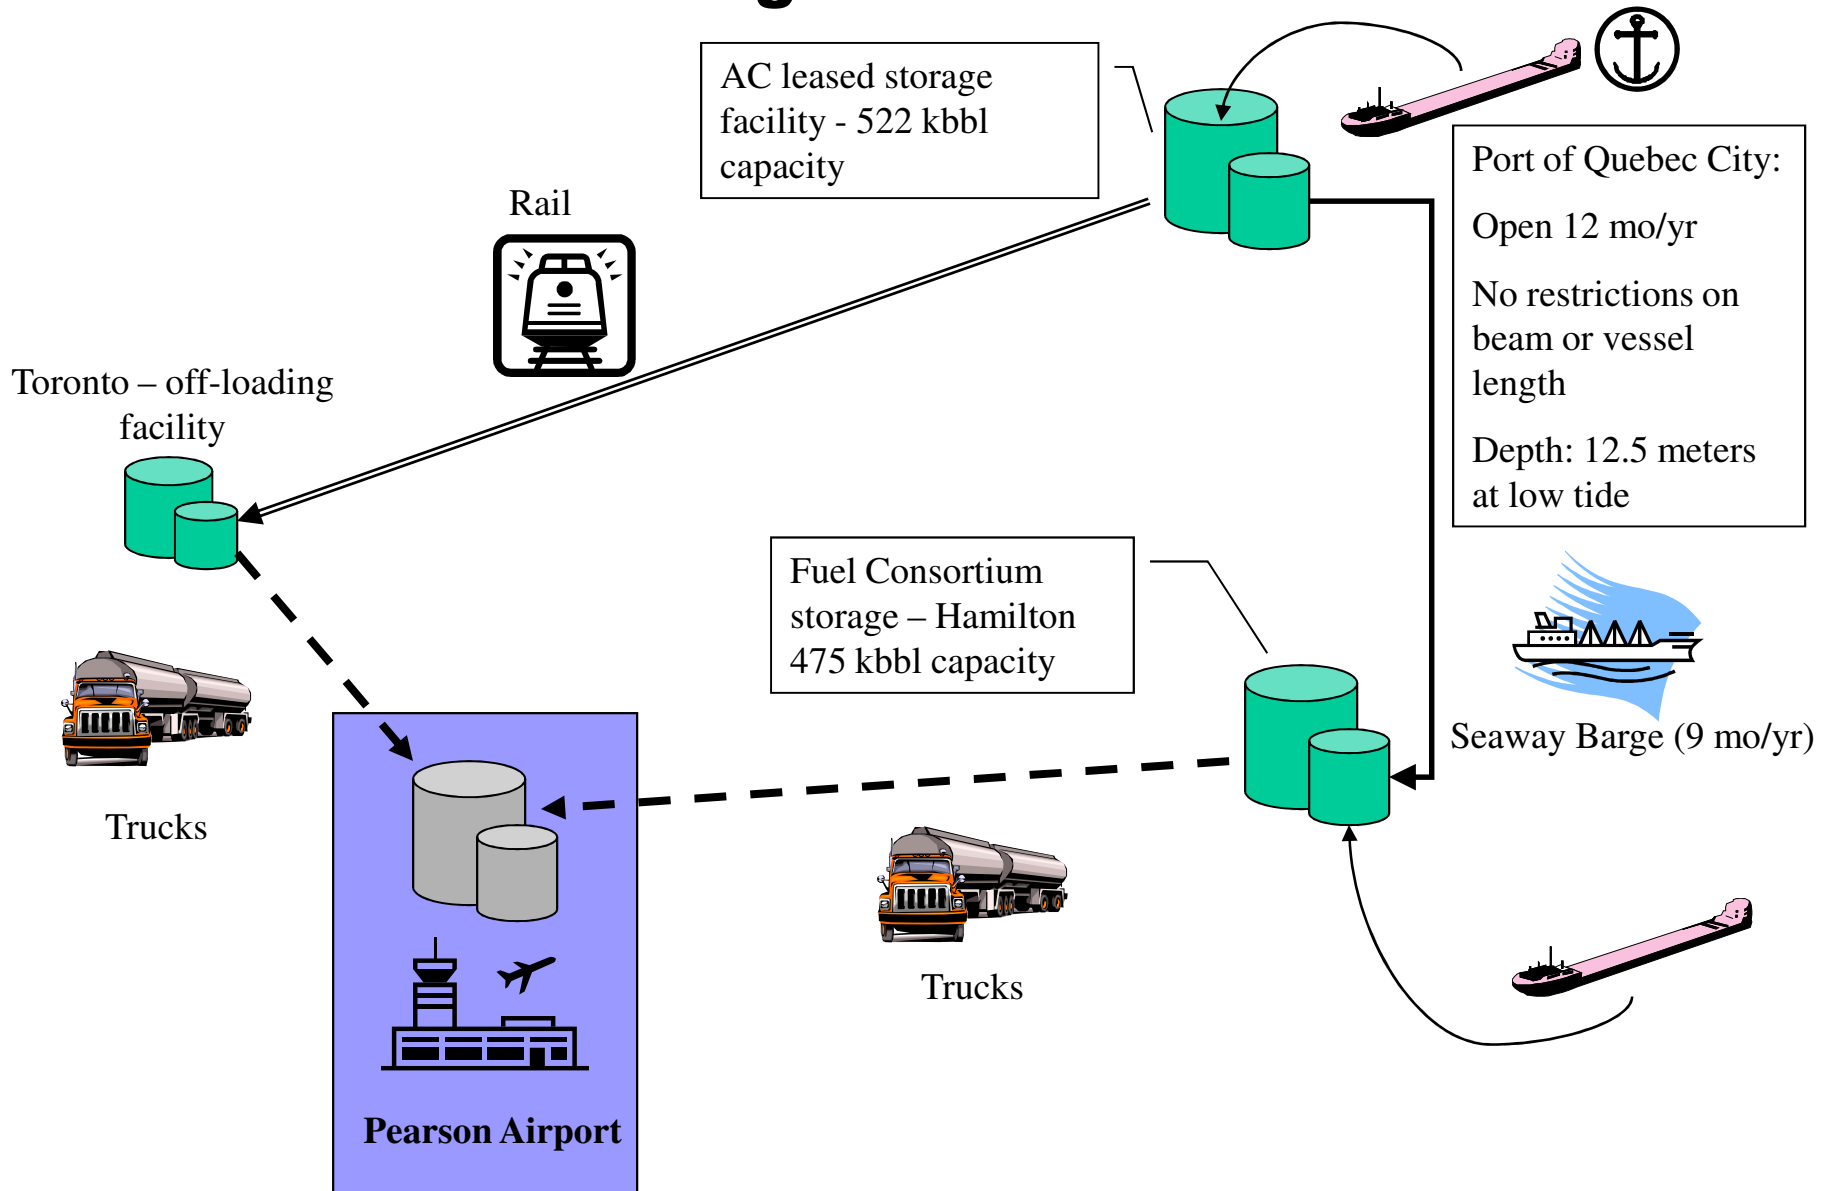 AC leased storage
facility - 522 kbbl
capacity
Port of Quebec City:
Open 12 mo/yr
No restrictions on
beam or vessel
length
Depth: 12.5 meters
at low tide
Rail
Toronto – off-loading
facility
Fuel Consortium
storage – Hamilton
475 kbbl capacity
Seaway Barge (9 mo/yr)
Trucks
Trucks
Pearson Airport